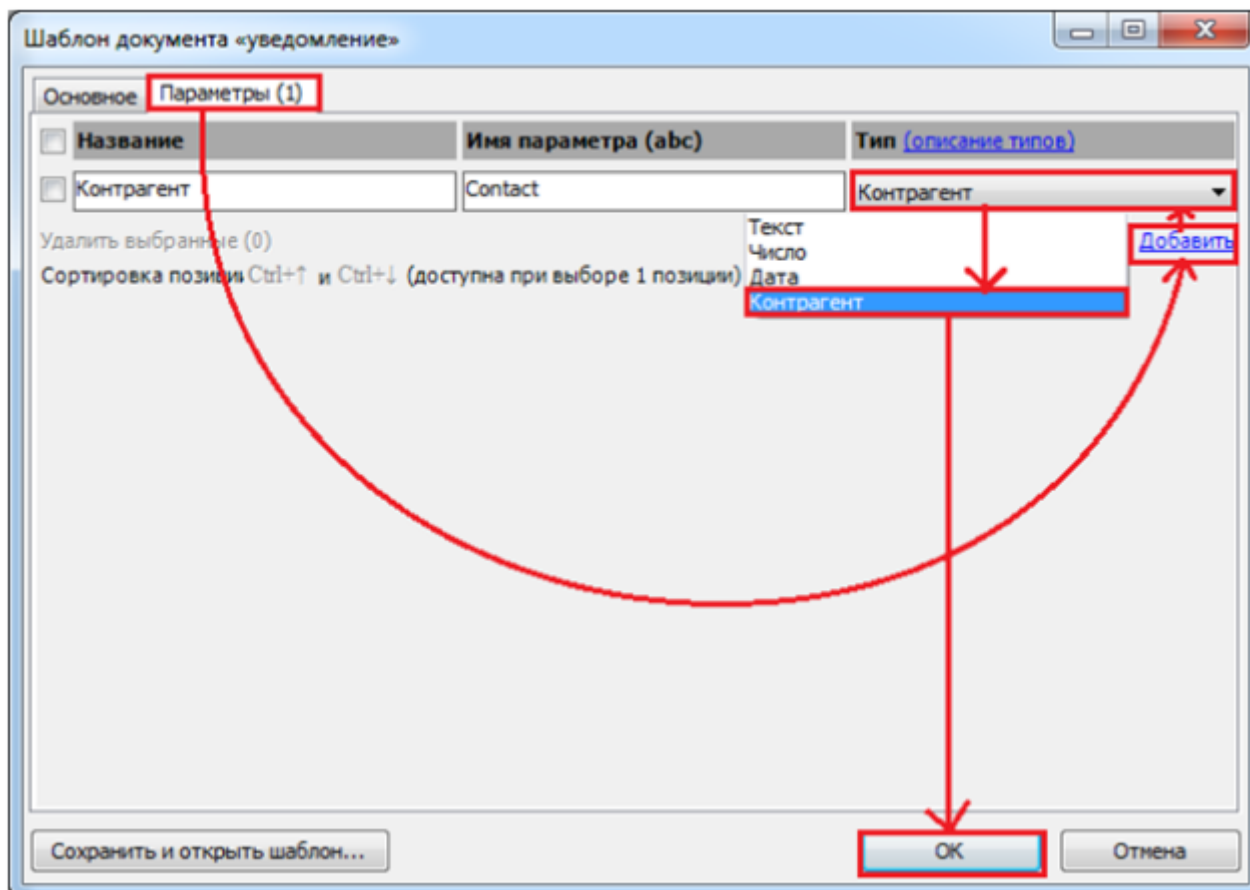 Шаблон документа «уведомление»
Основное Параметры (1)
Название Имя параметра (abc) Тип (описание типов)
Контрагент Contact Контрагент
Удалить выбранные (0) Текст Добавить
Число
Сортировка позици Ctrl+↑ и Ctrl+↓ (доступна при выборе 1 позиции) Дата
Контрагент
Сохранить и открыть шаблон... OK Отмена